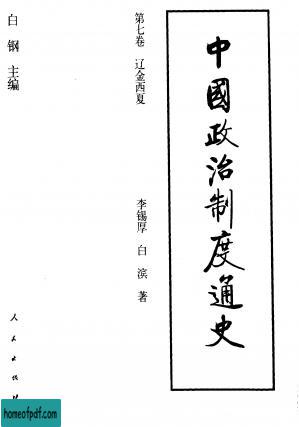 中國政治制度通史
第七卷 辽金西夏
李锡厚 白滨 著
白钢 主编
人民出版社
homeofpdf.com